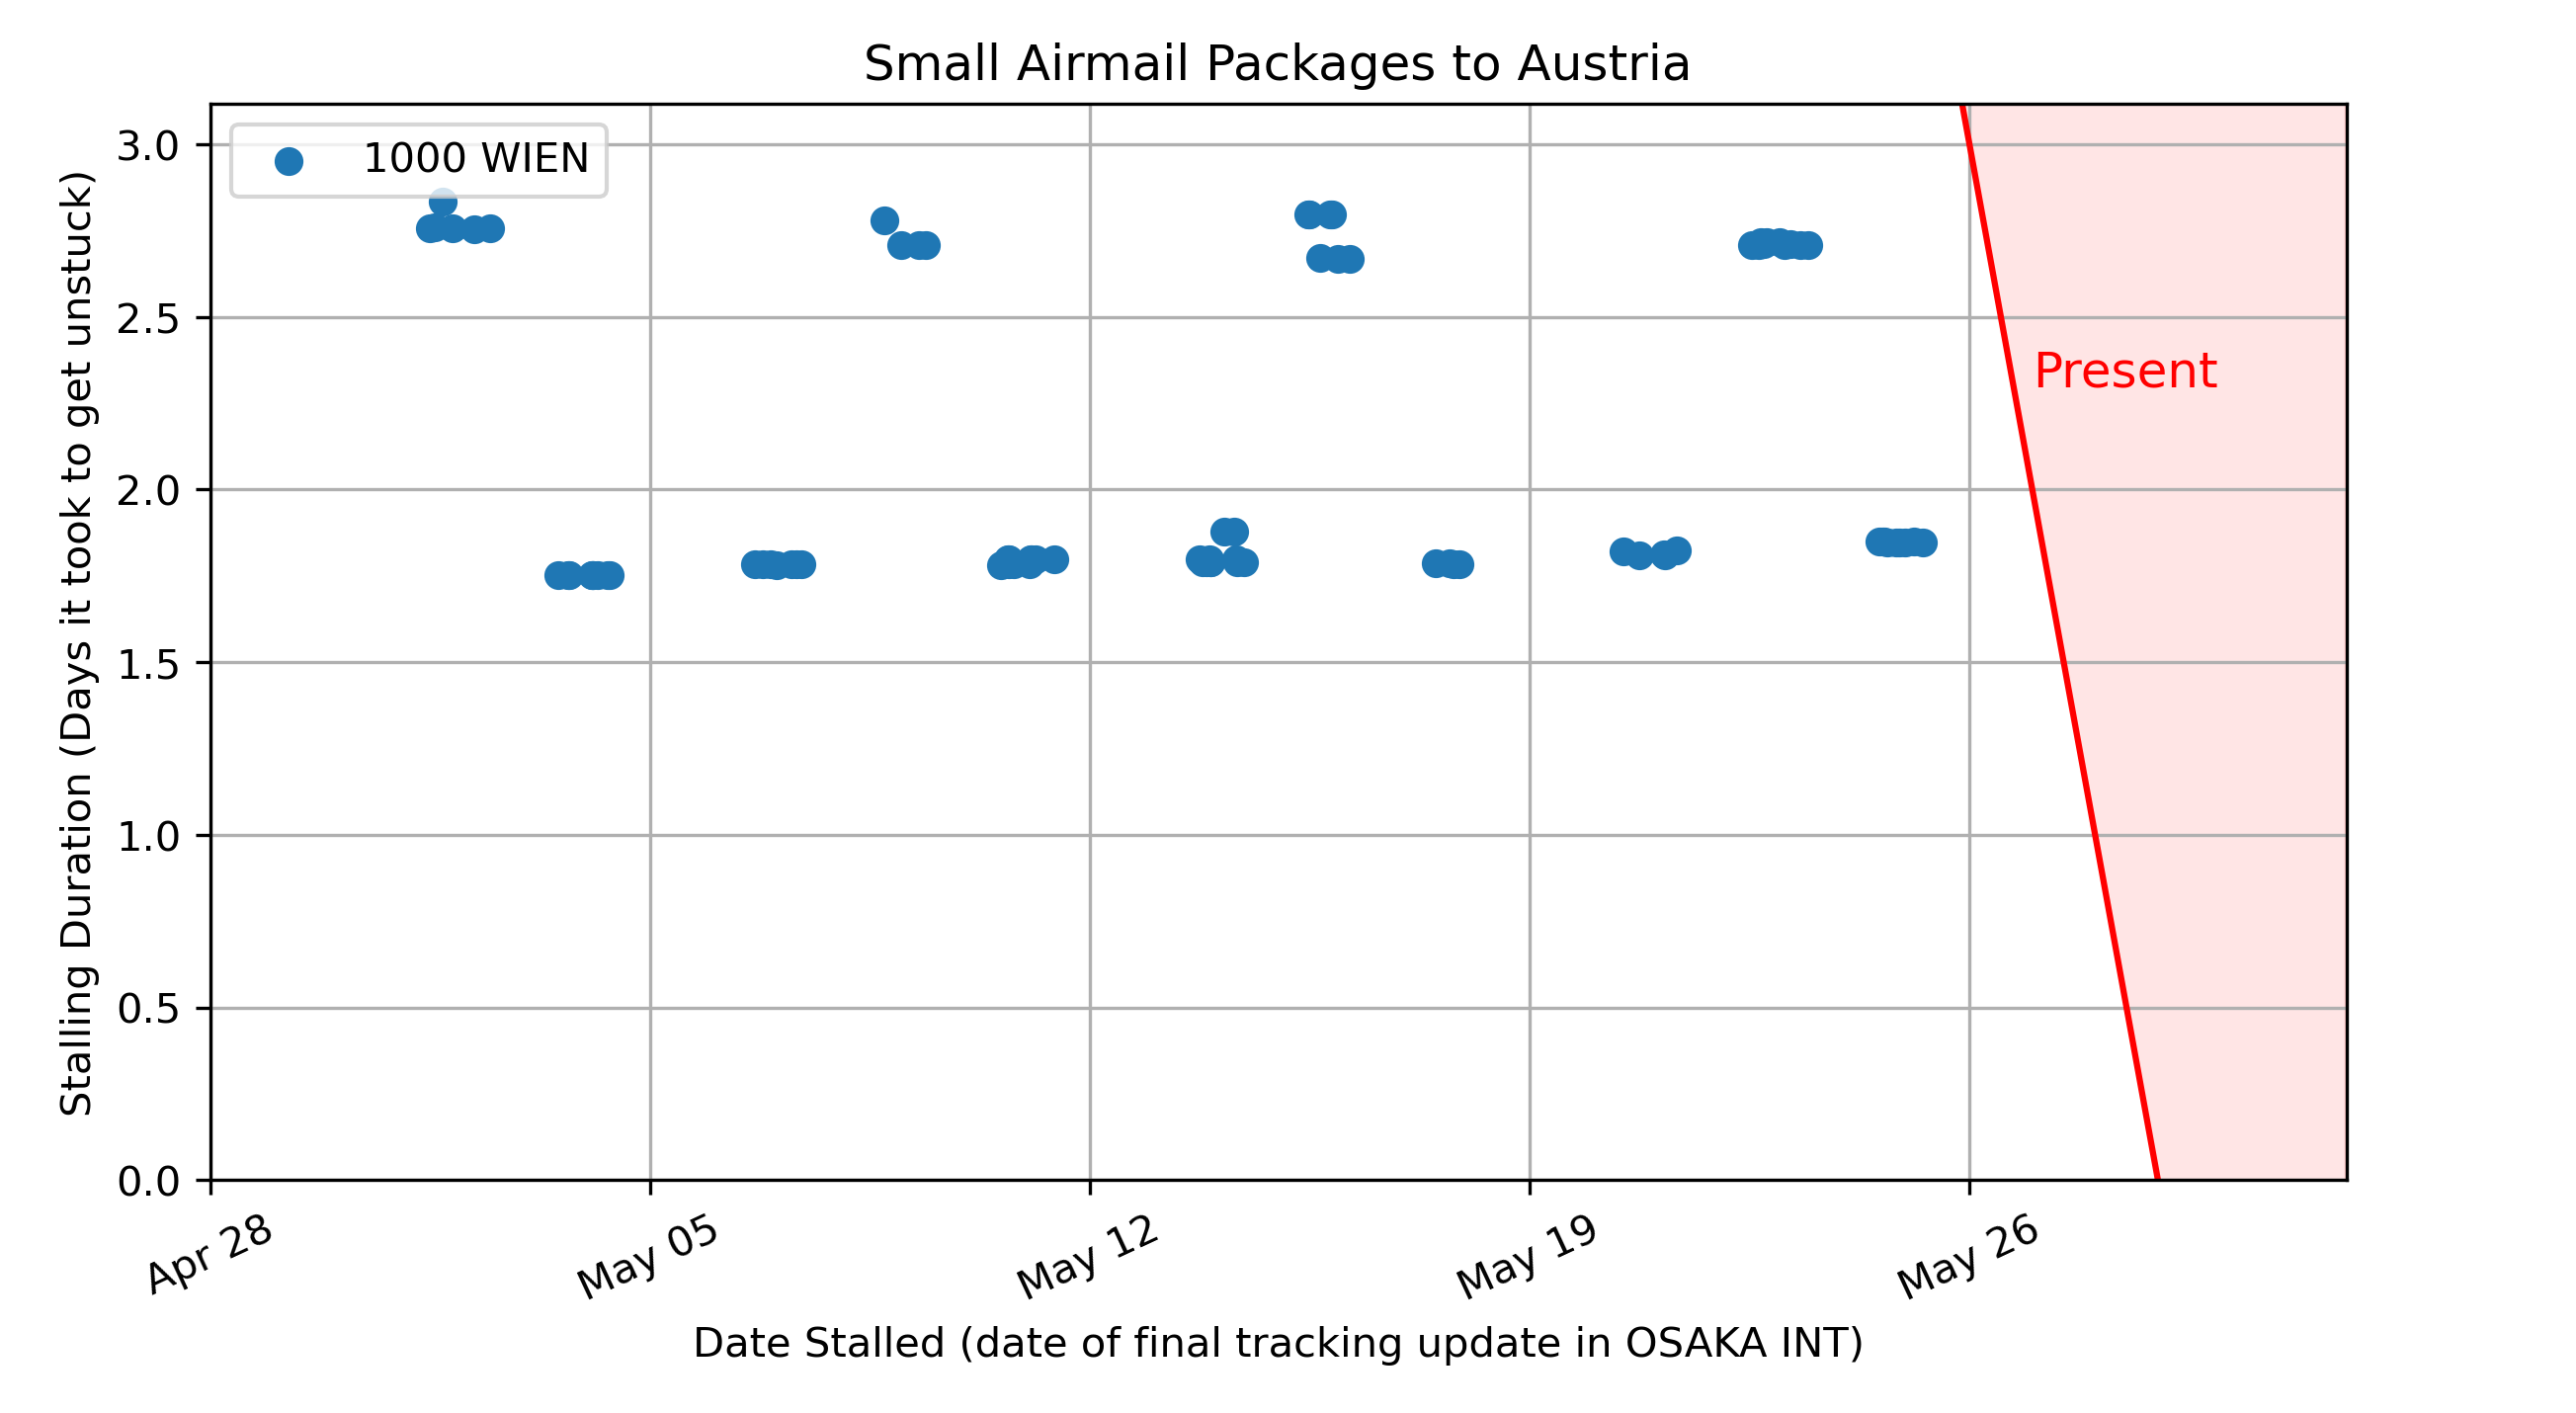 Small Airmail Packages to Austria
1000 WIEN
Present
Stalling Duration (Days it took to get unstuck)
3.0
2.5
2.0
1.5
1.0
0.5
0.0
Apr 28
May 05
May 12
May 19
May 26
Date Stalled (date of final tracking update in OSAKA INT)